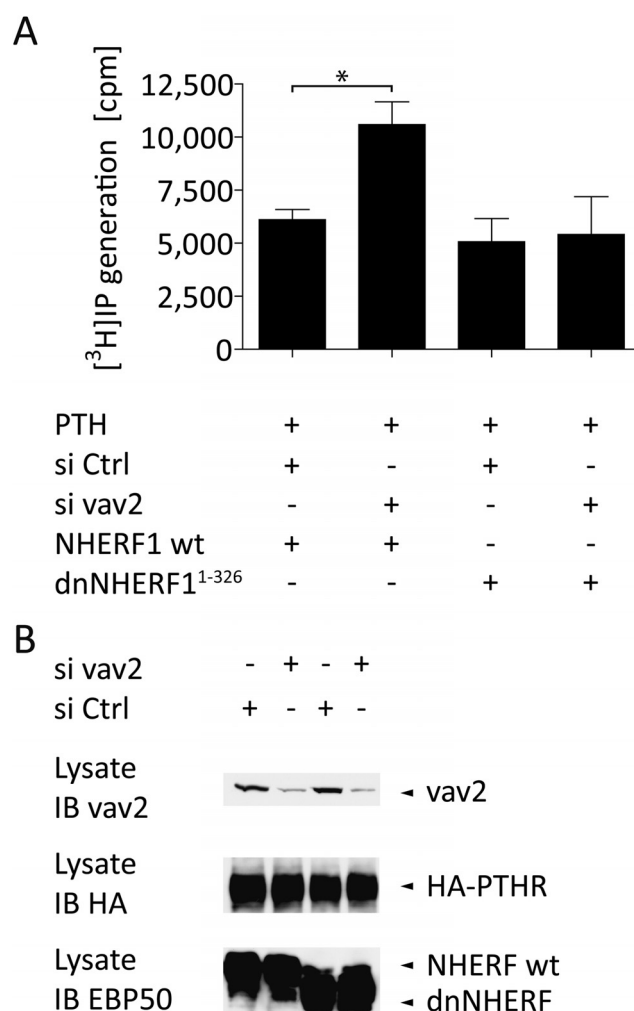 A
[³H]IP generation [cpm]
12,500
10,000
7,500
5,000
2,500
0
*
PTH + + + +
si Ctrl + - + -
si vav2 - + - +
NHERF1 wt + + - -
dnNHERF1¹⁻³²⁶ - - + +
B
si vav2 - + - +
si Ctrl + - + -
Lysate
IB vav2
◄ vav2
Lysate
IB HA
◄ HA-PTHR
Lysate
IB EBP50
◄ NHERF wt
◄ dnNHERF